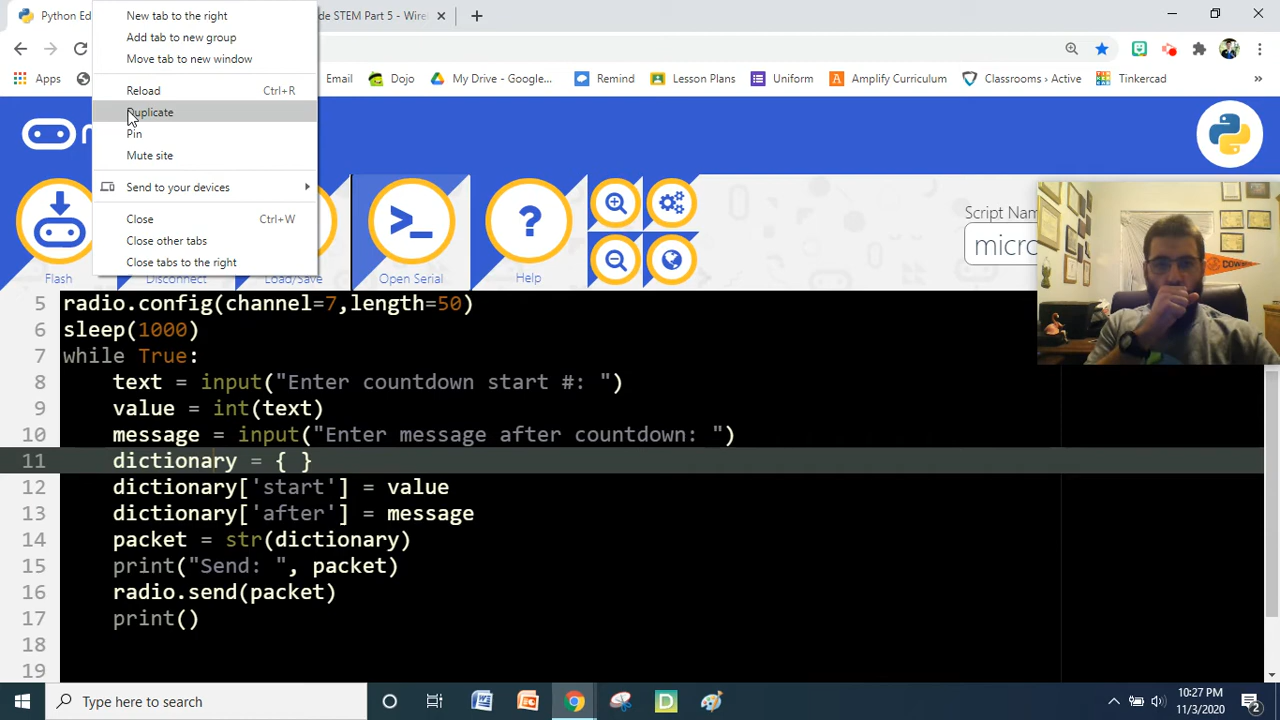 Python Ed
de STEM Part 5 - Wire
New tab to the right
Add tab to new group
Move tab to new window
Reload Ctrl+R
Duplicate
Pin
Mute site
Send to your devices
Close Ctrl+W
Close other tabs
Close tabs to the right
Apps
Email
Dojo
My Drive - Google...
Remind
Lesson Plans
Uniform
Amplify Curriculum
Classrooms › Active
Tinkercad
»
Flash
Disconnect
Load/Save
>_
Open Serial
?
Help
Script Nam
micro
5 radio.config(channel=7,length=50)
6 sleep(1000)
7 while True:
8 text = input("Enter countdown start #: ")
9 value = int(text)
10 message = input("Enter message after countdown: ")
11 dictionary = { }
12 dictionary['start'] = value
13 dictionary['after'] = message
14 packet = str(dictionary)
15 print("Send: ", packet)
16 radio.send(packet)
17 print()
18
19
Type here to search
10:27 PM
11/3/2020
2